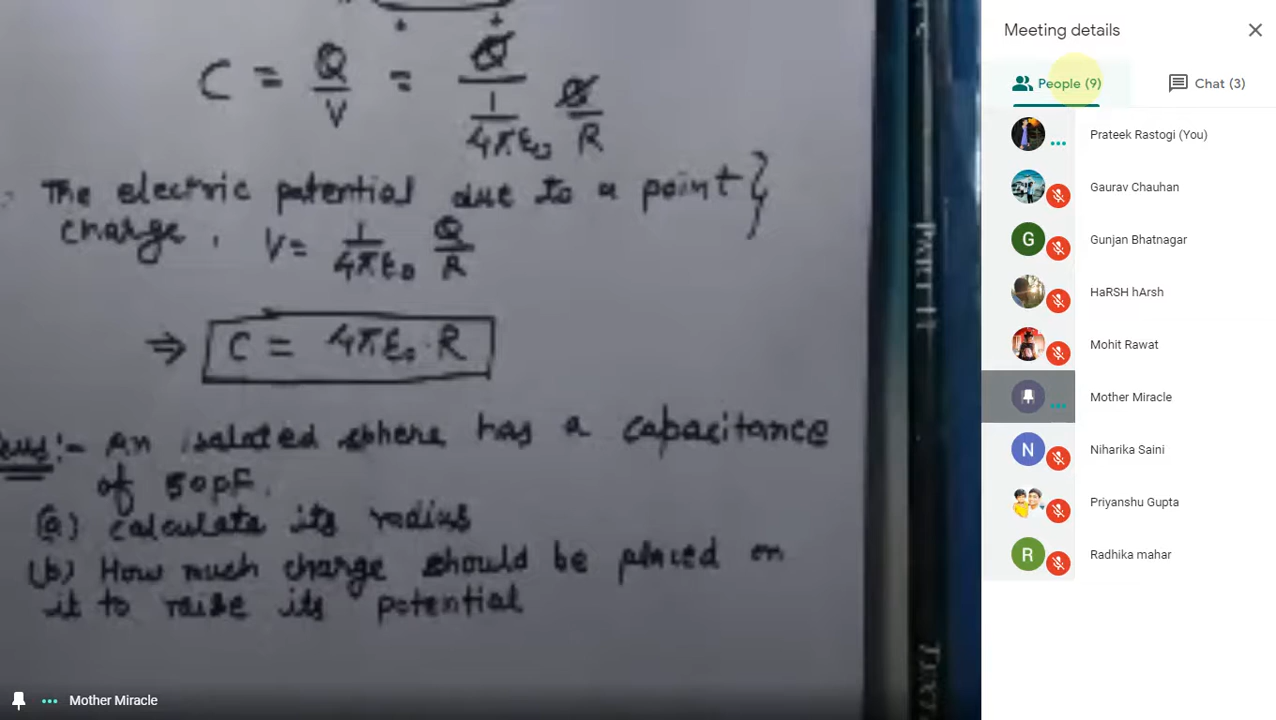 C = Q/V = Q / (1/4πε₀ Q/R)
The electric potential due to a point }
charge. V = 1/4πε₀ Q/R
⇒ C = 4πε₀.R
Ques:- An isolated sphere has a capacitance
of 50pF.
(a) calculate its radius
(b) How much charge should be placed on
it to raise its potential
Mother Miracle
Meeting details
People (9)
Chat (3)
Prateek Rastogi (You)
Gaurav Chauhan
G
Gunjan Bhatnagar
HaRSH hArsh
Mohit Rawat
Mother Miracle
N
Niharika Saini
Priyanshu Gupta
R
Radhika mahar